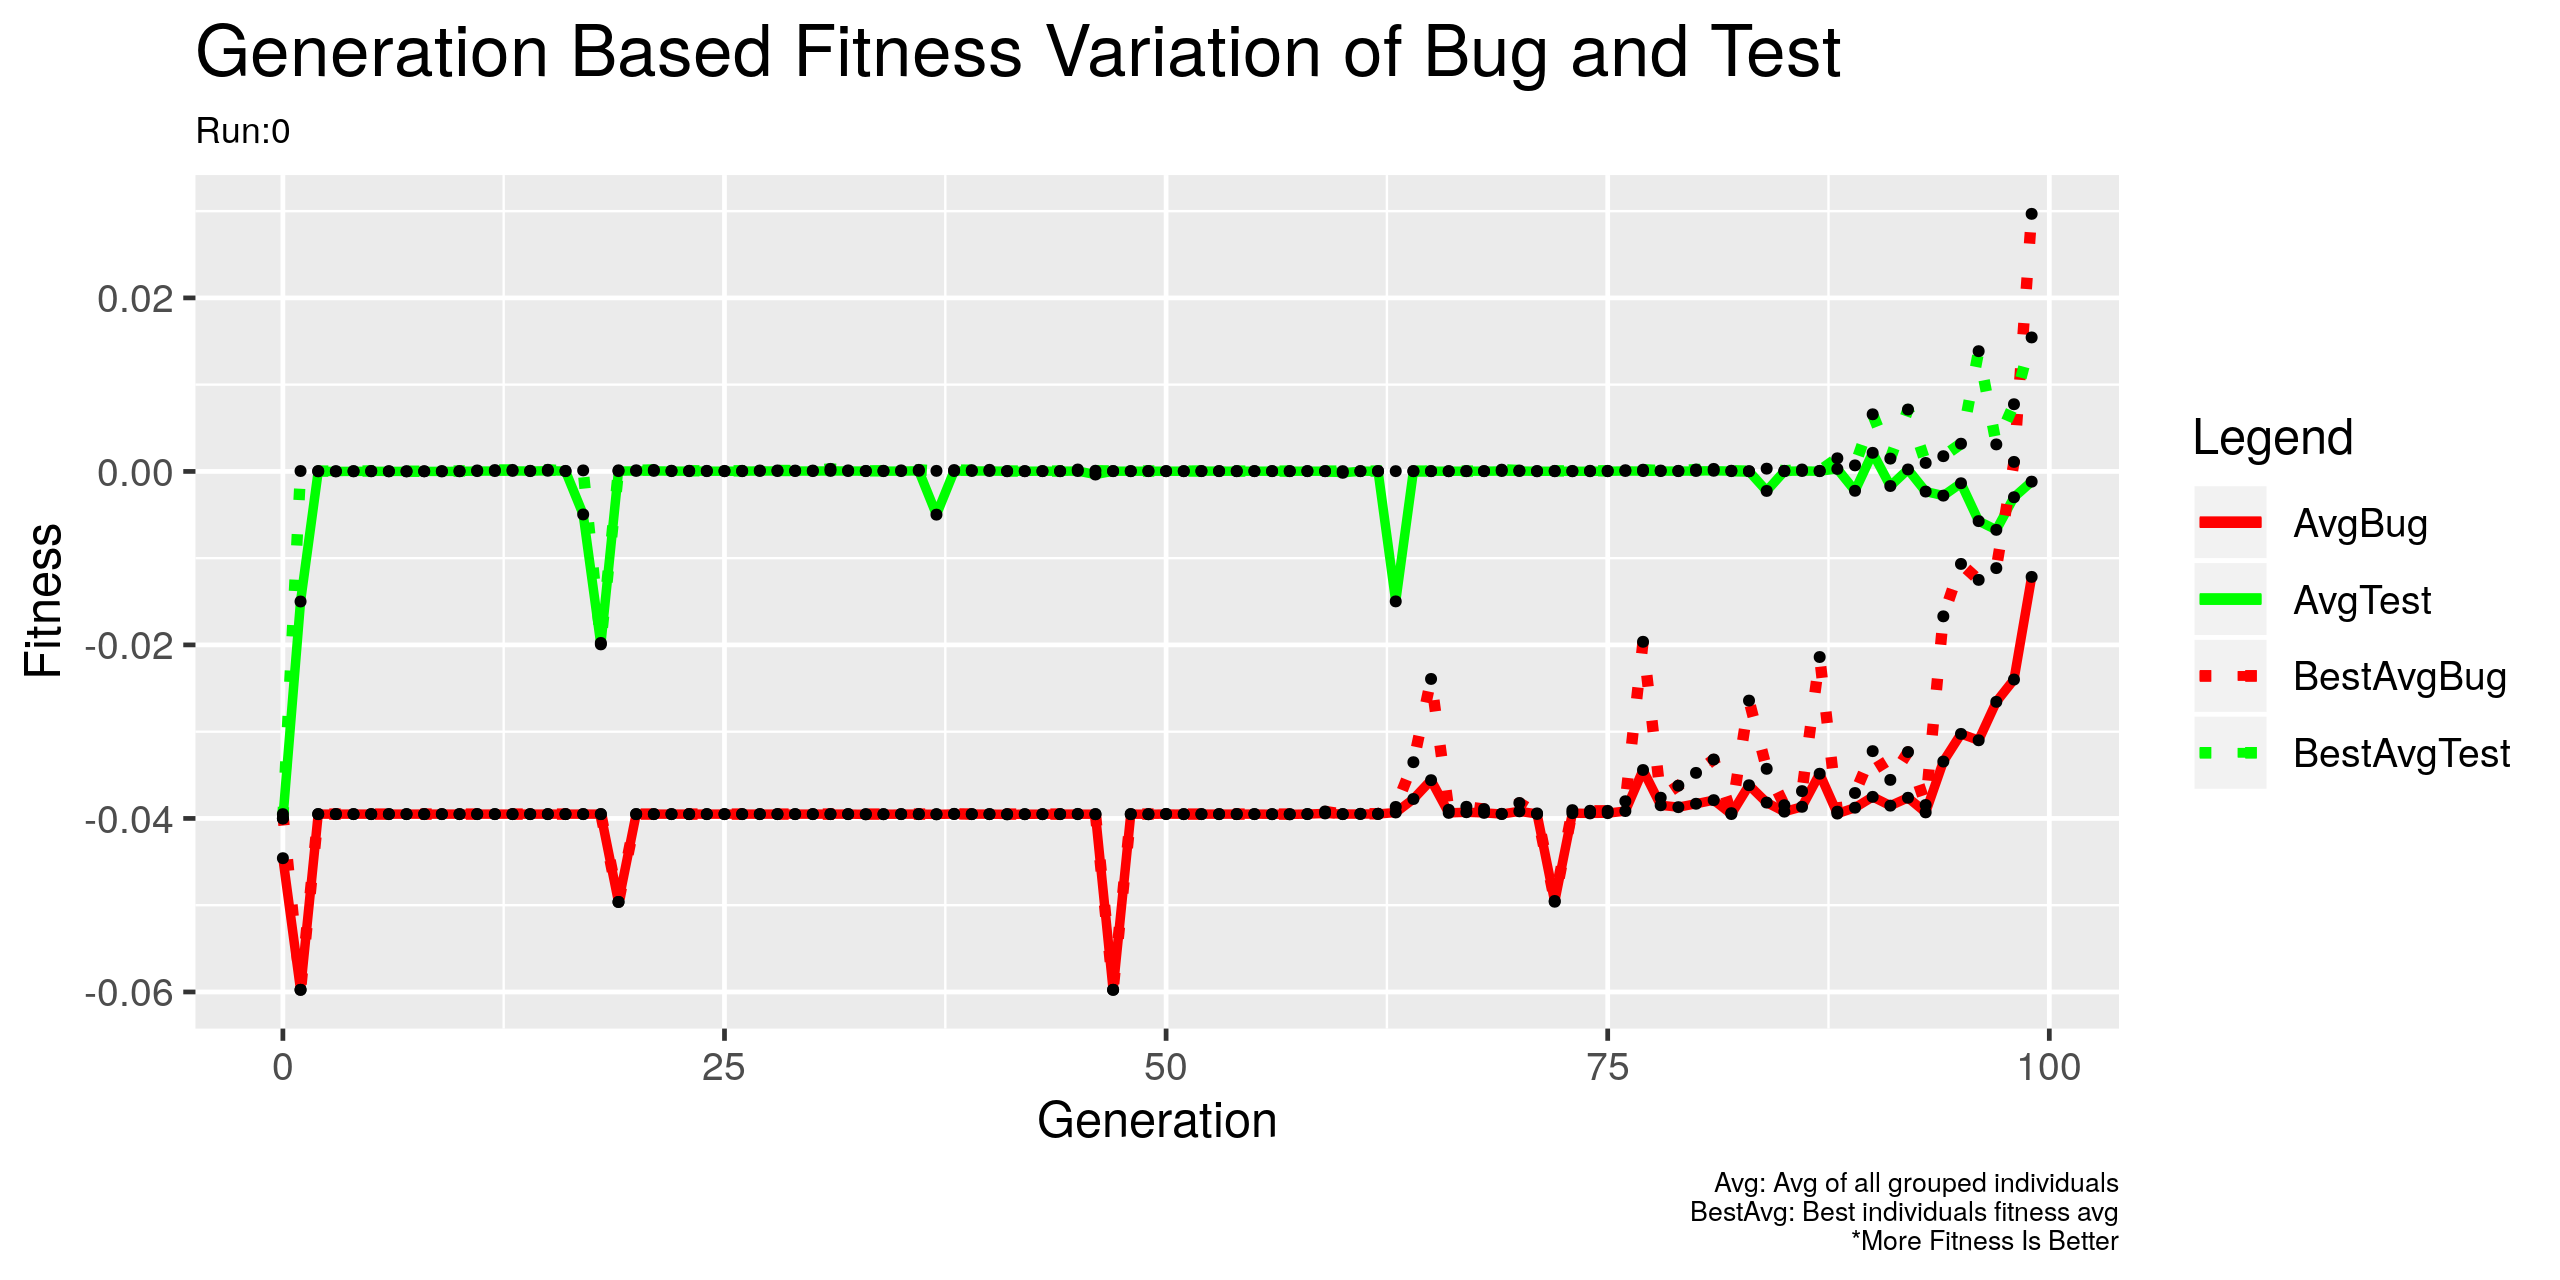 Generation Based Fitness Variation of Bug and Test
Run:0
Fitness
0.02
0.00
-0.02
-0.04
-0.06
0 25 50 75 100
Generation
Legend
AvgBug
AvgTest
BestAvgBug
BestAvgTest
Avg: Avg of all grouped individuals
BestAvg: Best individuals fitness avg
*More Fitness Is Better